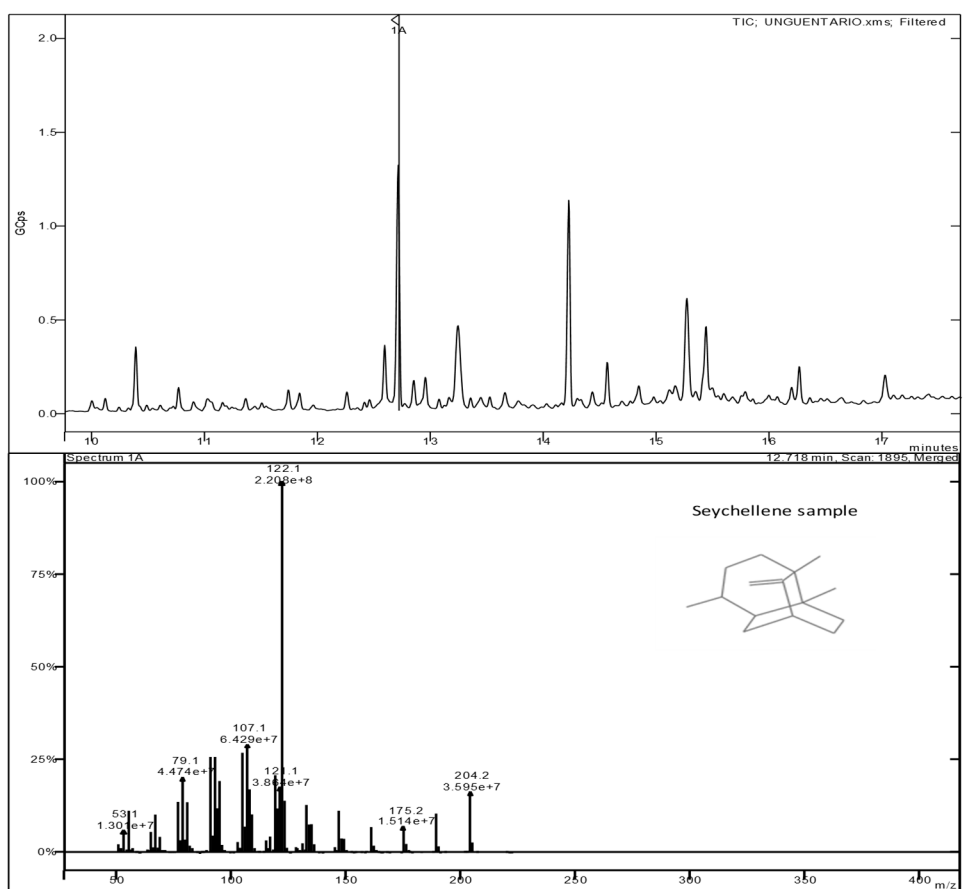 TIC; UNGUENTARIO.xms; Filtered
1A
2.0
1.5
1.0
0.5
0.0
GCps
10 11 12 13 14 15 16 17
minutes
Spectrum 1A 12.718 min, Scan: 1895, Merged
122.1
2.208e+8
100%
Seychellene sample
75%
50%
107.1
6.429e+7
25%
79.1
4.474e+7
121.1
204.2
3.595e+7
175.2
1.514e+7
53.1
1.301e+7
0%
50 100 150 200 250 300 350 400 m/z